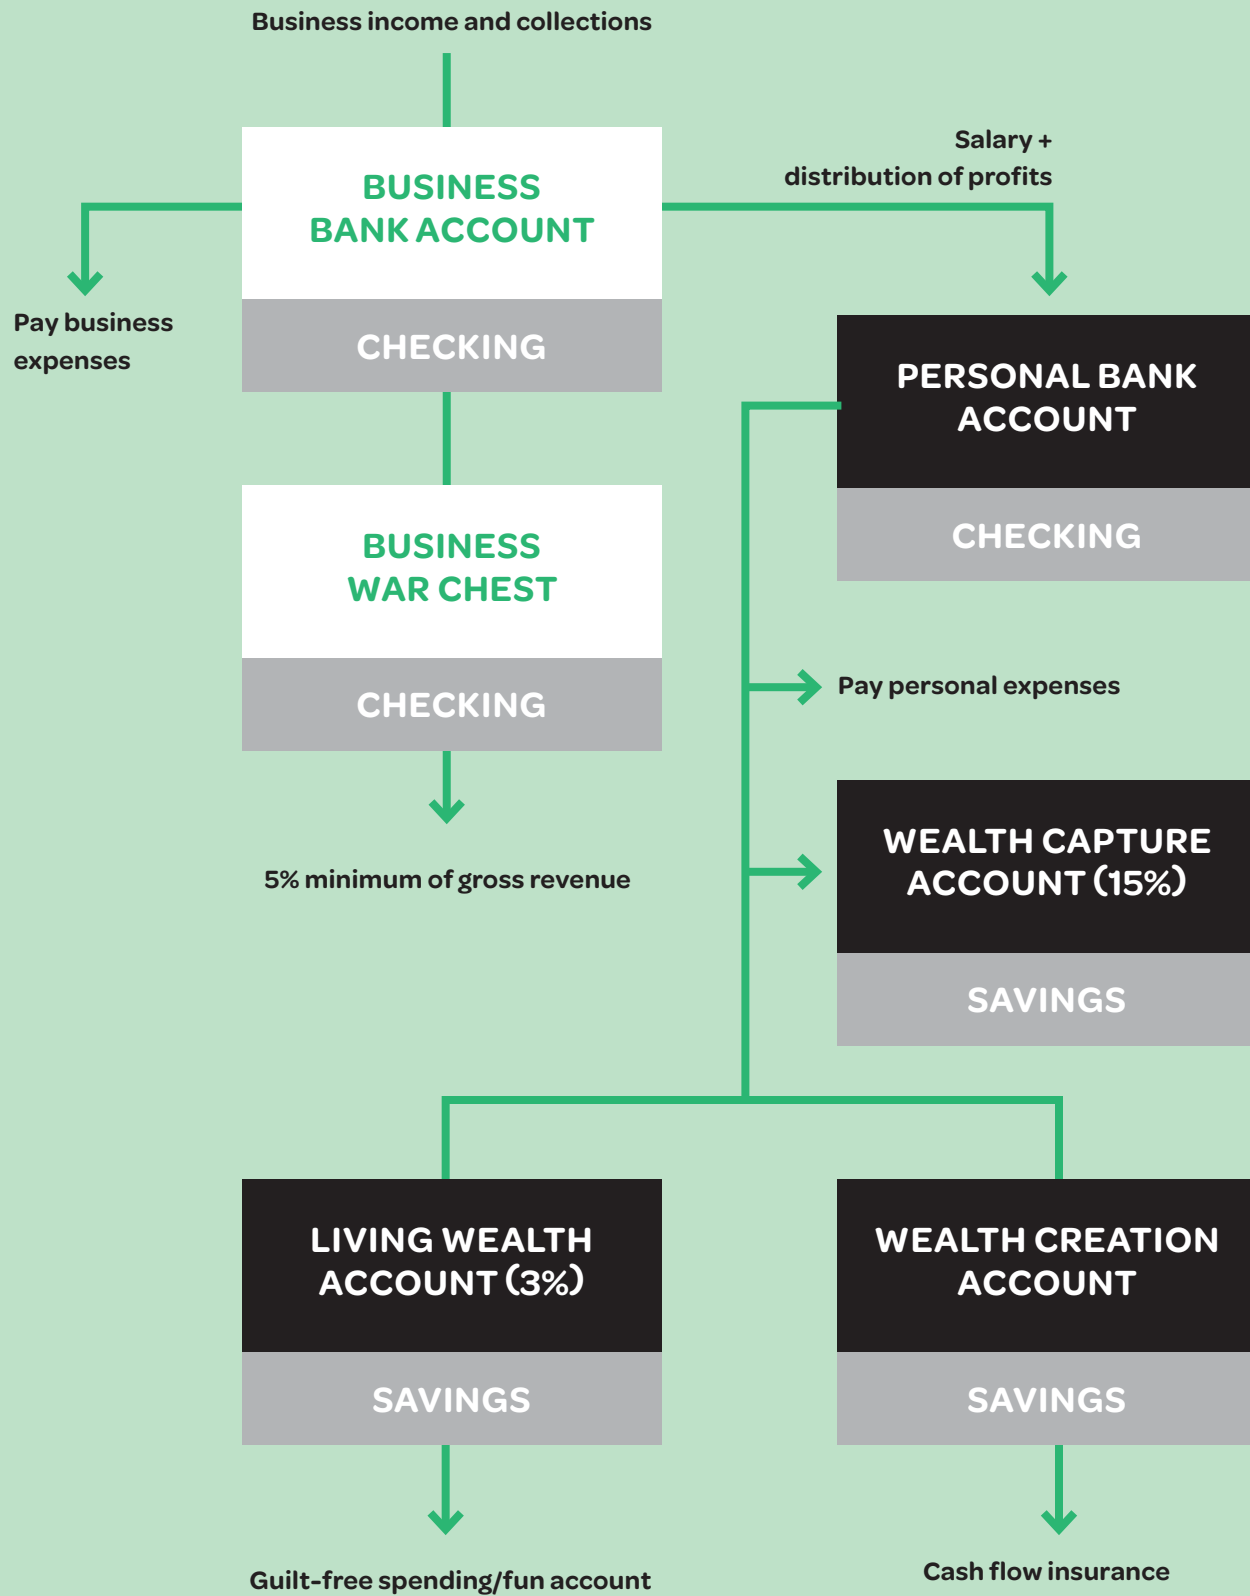 Business income and collections
BUSINESS
BANK ACCOUNT
CHECKING
Salary +
distribution of profits
Pay business
expenses
PERSONAL BANK
ACCOUNT
CHECKING
BUSINESS
WAR CHEST
CHECKING
Pay personal expenses
5% minimum of gross revenue
WEALTH CAPTURE
ACCOUNT (15%)
SAVINGS
LIVING WEALTH
ACCOUNT (3%)
SAVINGS
WEALTH CREATION
ACCOUNT
SAVINGS
Guilt-free spending/fun account
Cash flow insurance